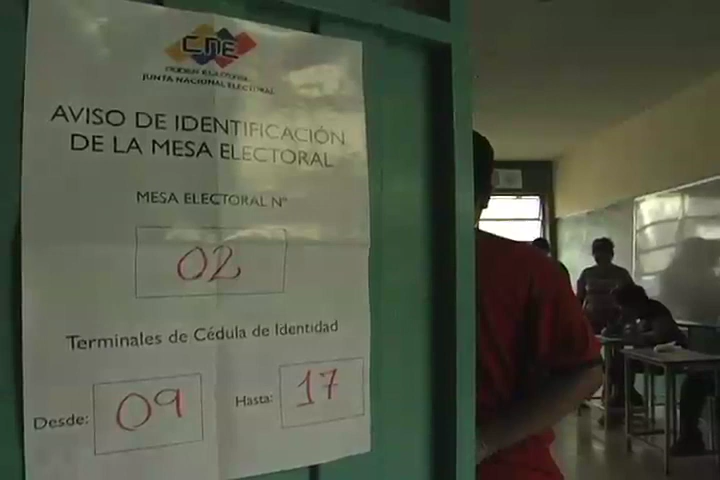 CNE
PODER ELECTORAL
JUNTA NACIONAL ELECTORAL
AVISO DE IDENTIFICACIÓN
DE LA MESA ELECTORAL
MESA ELECTORAL Nº
02
Terminales de Cédula de Identidad
Desde: 09 Hasta: 17